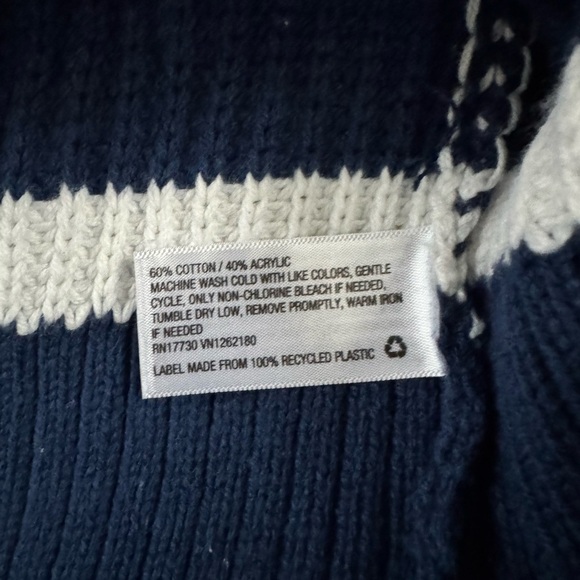 60% COTTON / 40% ACRYLIC
MACHINE WASH COLD WITH LIKE COLORS, GENTLE
CYCLE, ONLY NON-CHLORINE BLEACH IF NEEDED,
TUMBLE DRY LOW, REMOVE PROMPTLY, WARM IRON
IF NEEDED
RN17730 VN1262180
LABEL MADE FROM 100% RECYCLED PLASTIC